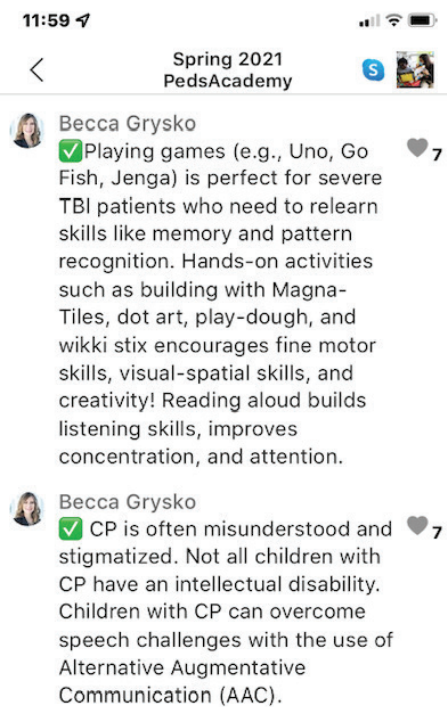 11:59
Spring 2021
PedsAcademy
S
Becca Grysko
✅Playing games (e.g., Uno, Go
7
Fish, Jenga) is perfect for severe
TBI patients who need to relearn
skills like memory and pattern
recognition. Hands-on activities
such as building with Magna-
Tiles, dot art, play-dough, and
wikki stix encourages fine motor
skills, visual-spatial skills, and
creativity! Reading aloud builds
listening skills, improves
concentration, and attention.
Becca Grysko
✅ CP is often misunderstood and
7
stigmatized. Not all children with
CP have an intellectual disability.
Children with CP can overcome
speech challenges with the use of
Alternative Augmentative
Communication (AAC).